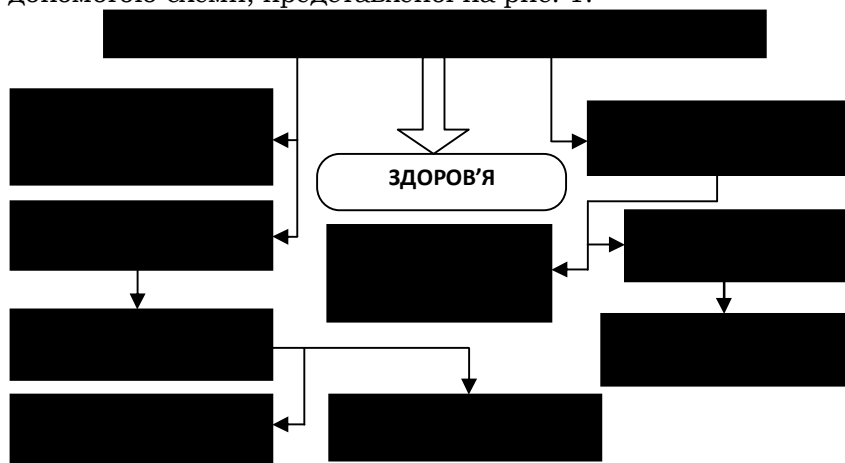 допомогою схеми, представленої на рис. 1.
ЗДОРОВ’Я